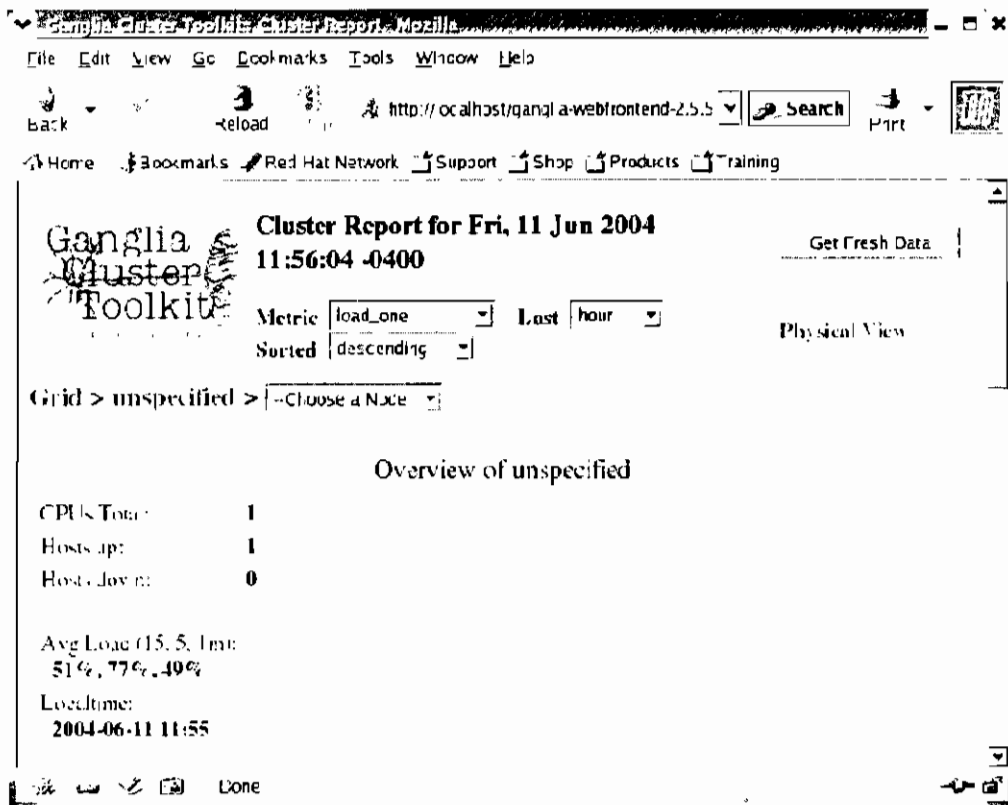 Ganglia Cluster Toolkit: Cluster Report - Mozilla
File Edit View Go Bookmarks Tools Window Help
Back Reload http://localhost/ganglia-webfrontend-2.5.5 Search Print
Home Bookmarks Red Hat Network Support Shop Products Training
Ganglia
Cluster
Toolkit
Cluster Report for Fri, 11 Jun 2004
11:56:04 -0400
Get Fresh Data
Metric load_one Last hour
Sorted descending
Physical View
Grid > unspecified > --Choose a Node
Overview of unspecified
CPUs Total: 1
Hosts up: 1
Hosts down: 0
Avg Load (15, 5, 1m):
51%, 77%, 49%
Localtime:
2004-06-11 11:55
Done